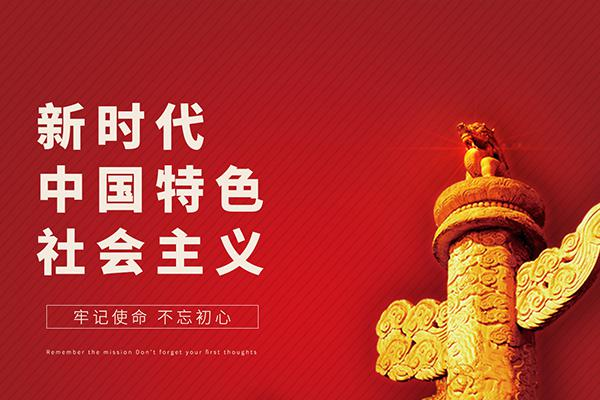 新时代
中国特色
社会主义
牢记使命 不忘初心
Remember the mission Don't forget your first thoughts